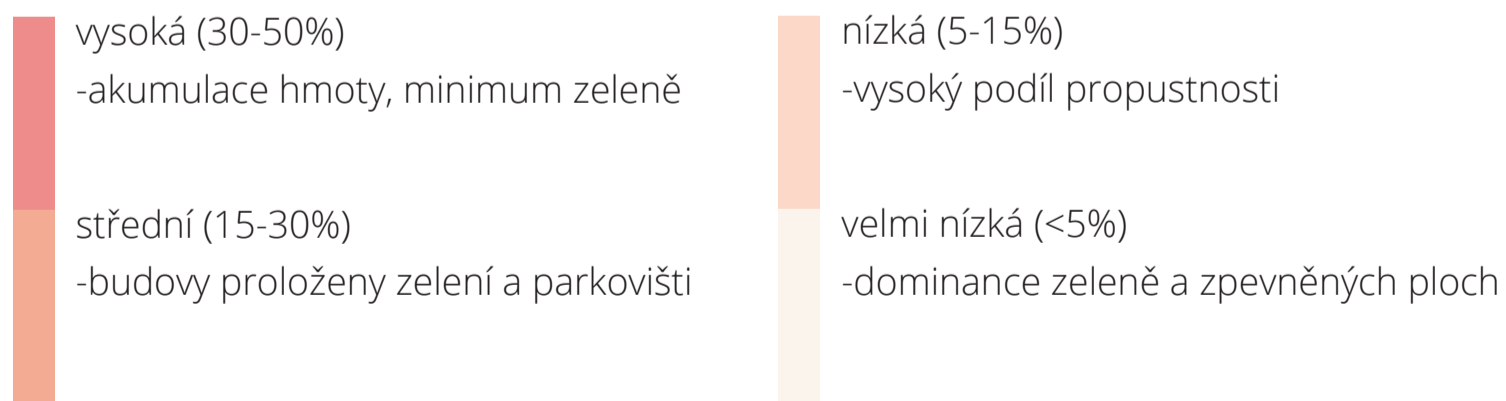 vysoká (30-50%)
-akumulace hmoty, minimum zeleně
střední (15-30%)
-budovy proloženy zelení a parkovišti
nízká (5-15%)
-vysoký podíl propustnosti
velmi nízká (<5%)
-dominance zeleně a zpevněných ploch